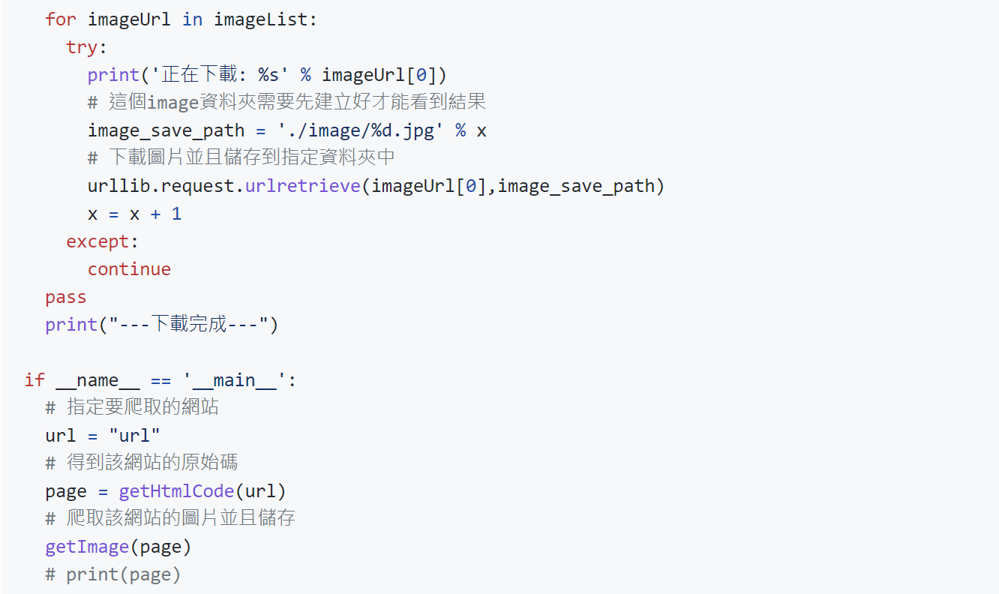 for imageUrl in imageList:
try:
print('正在下載: %s' % imageUrl[0])
# 這個image資料夾需要先建立好才能看到結果
image_save_path = './image/%d.jpg' % x
# 下載圖片並且儲存到指定資料夾中
urllib.request.urlretrieve(imageUrl[0],image_save_path)
x = x + 1
except:
continue
pass
print("---下載完成---")
if __name__ == '__main__':
# 指定要爬取的網站
url = "url"
# 得到該網站的原始碼
page = getHtmlCode(url)
# 爬取該網站的圖片並且儲存
getImage(page)
# print(page)